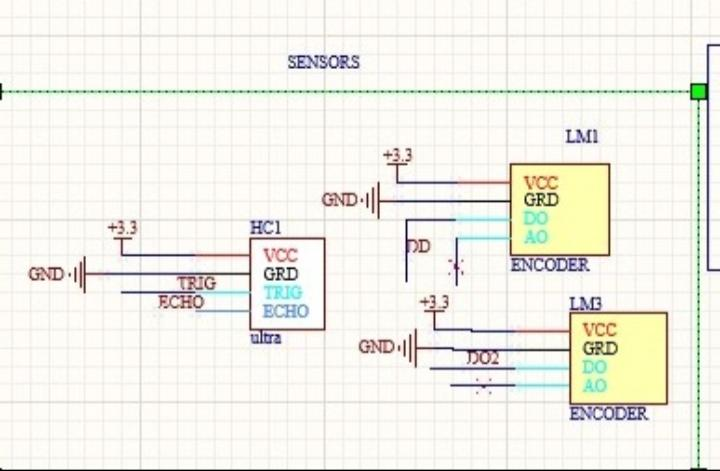 SENSORS
LM1
+3.3
VCC
GND
GRD
DO
DD
AO
ENCODER
+3.3
HC1
VCC
GND
GRD
TRIG
TRIG
ECHO
ECHO
ultra
+3.3
LM3
VCC
GND
GRD
DO2
DO
AO
ENCODER